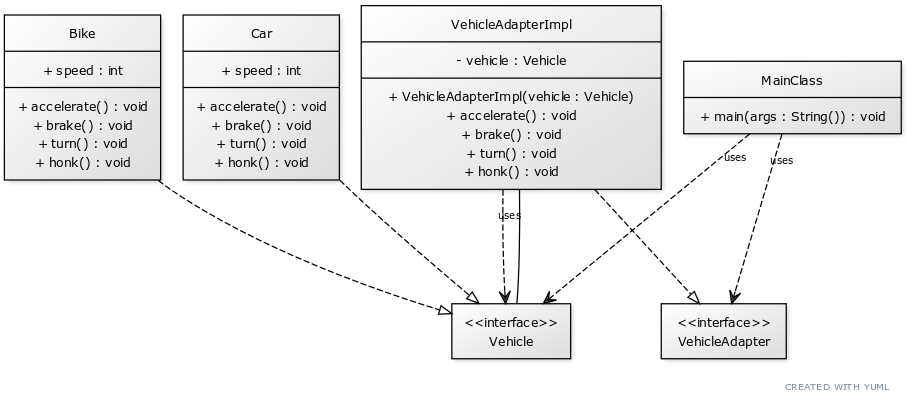 Bike
+ speed : int
+ accelerate() : void
+ brake() : void
+ turn() : void
+ honk() : void
Car
+ speed : int
+ accelerate() : void
+ brake() : void
+ turn() : void
+ honk() : void
VehicleAdapterImpl
- vehicle : Vehicle
+ VehicleAdapterImpl(vehicle : Vehicle)
+ accelerate() : void
+ brake() : void
+ turn() : void
+ honk() : void
MainClass
+ main(args : String()) : void
uses
uses
uses
<<interface>>
Vehicle
<<interface>>
VehicleAdapter
CREATED WITH YUML